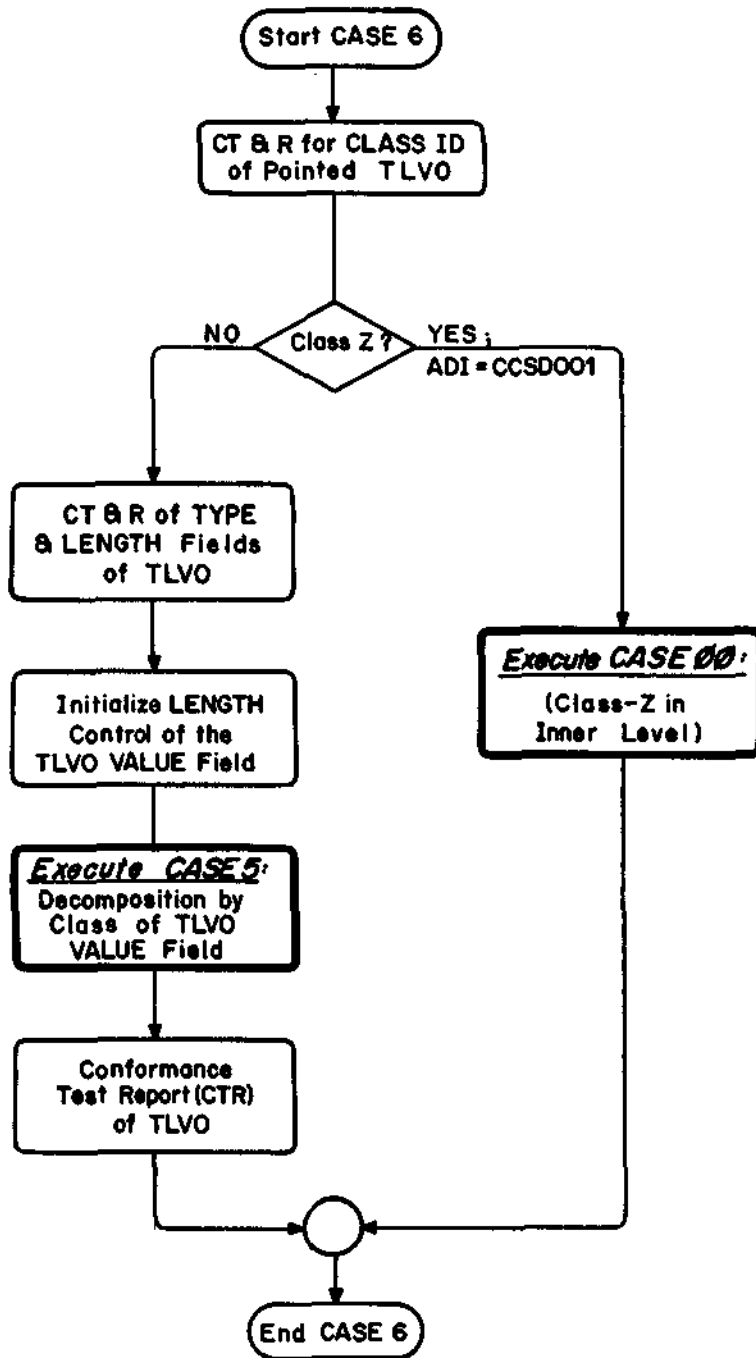 Start CASE 6
CT & R for CLASS ID
of Pointed TLVO
NO
Class Z?
YES;
ADI = CCSD001
CT & R of TYPE
& LENGTH Fields
of TLVO
Initialize LENGTH
Control of the
TLVO VALUE Field
Execute CASE 5:
Decomposition by
Class of TLVO
VALUE Field
Conformance
Test Report (CTR)
of TLVO
Execute CASE ØØ:
(Class-Z in
Inner Level)
End CASE 6